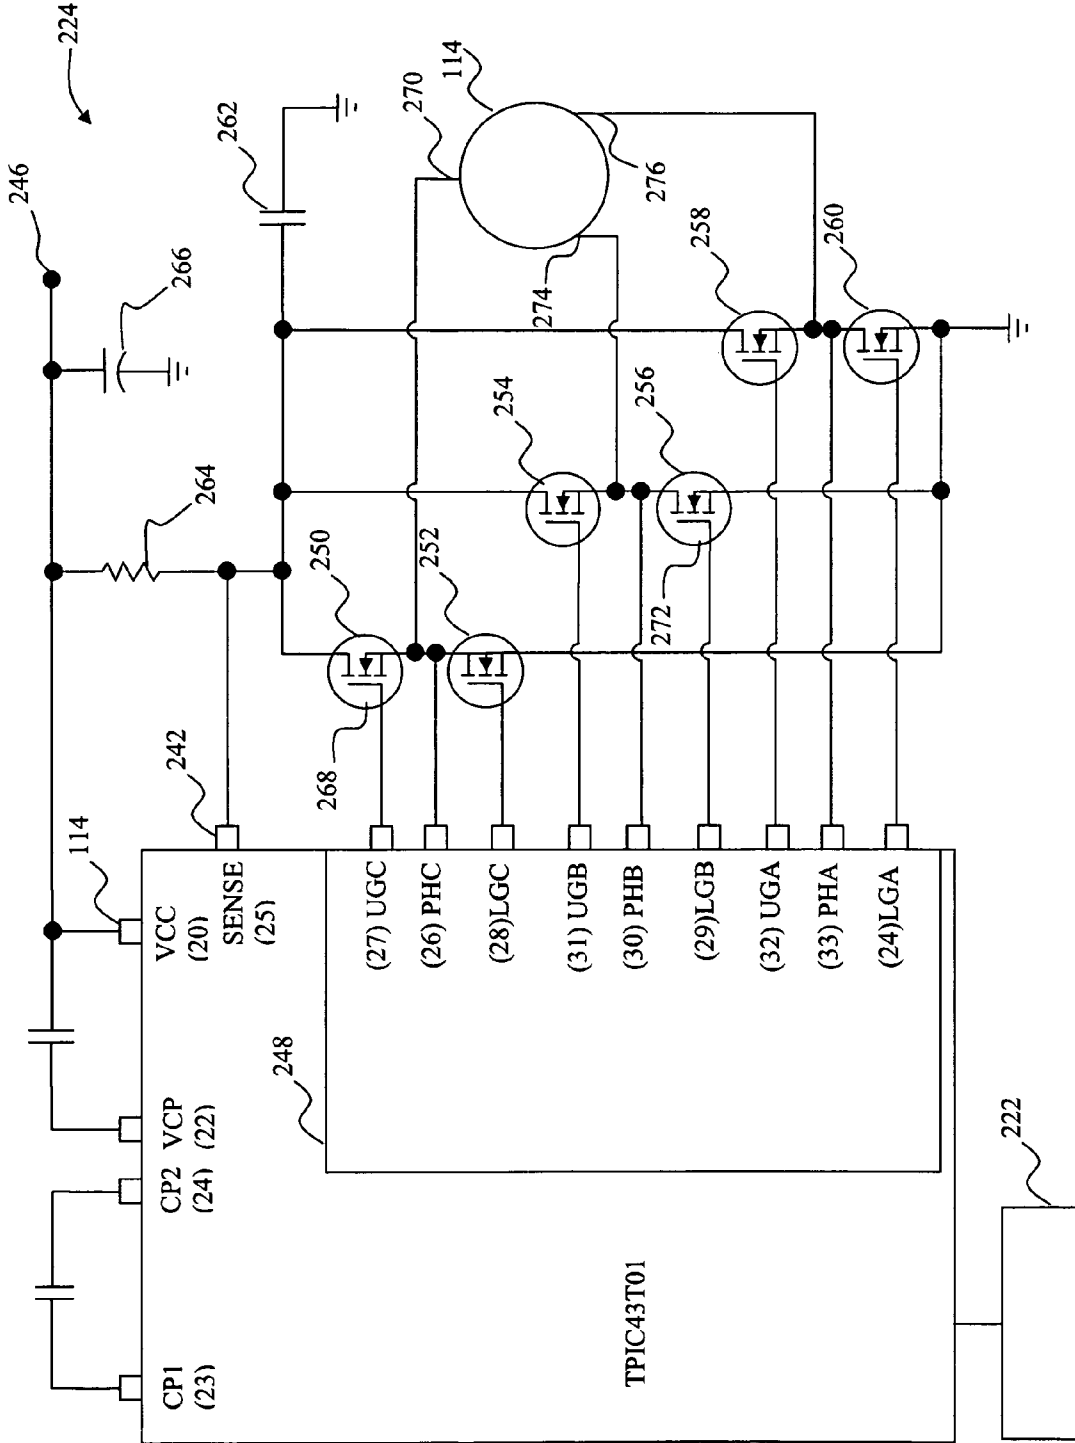 224
246
266
262
270
114
276
274
258
260
254
256
264
250
252
272
268
242
114
VCC
(20)
SENSE
(25)
(27) UGC
(26) PHC
(28)LGC
(31) UGB
(30) PHB
(29)LGB
(32) UGA
(33) PHA
(24)LGA
248
VCP
(22)
CP2
(24)
CP1
(23)
TPIC43T01
222